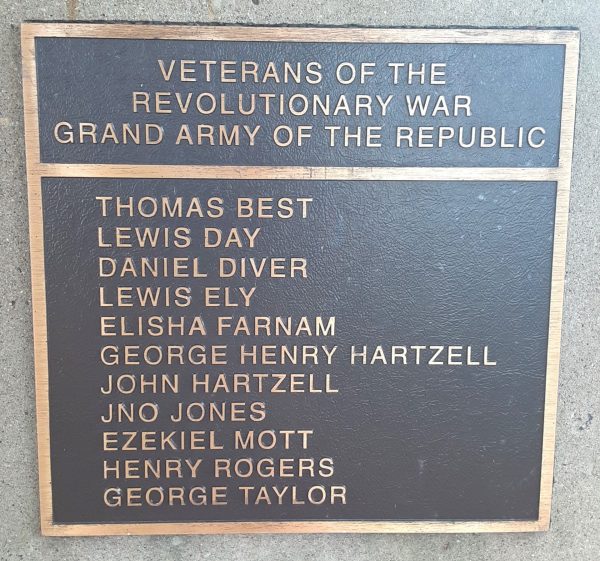 VETERANS OF THE
REVOLUTIONARY WAR
GRAND ARMY OF THE REPUBLIC
THOMAS BEST
LEWIS DAY
DANIEL DIVER
LEWIS ELY
ELISHA FARNAM
GEORGE HENRY HARTZELL
JOHN HARTZELL
JNO JONES
EZEKIEL MOTT
HENRY ROGERS
GEORGE TAYLOR